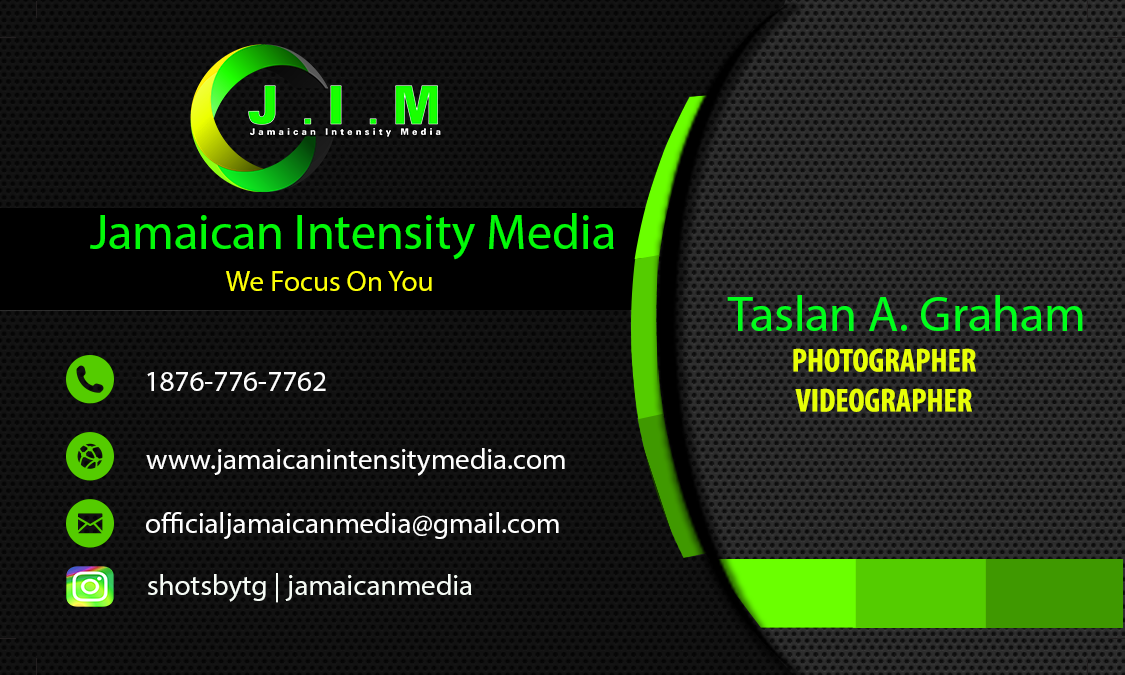 J . I . M
Jamaican Intensity Media
Jamaican Intensity Media
We Focus On You
1876-776-7762
www.jamaicanintensitymedia.com
officialjamaicanmedia@gmail.com
shotsbytg | jamaicanmedia
Taslan A. Graham
PHOTOGRAPHER
VIDEOGRAPHER